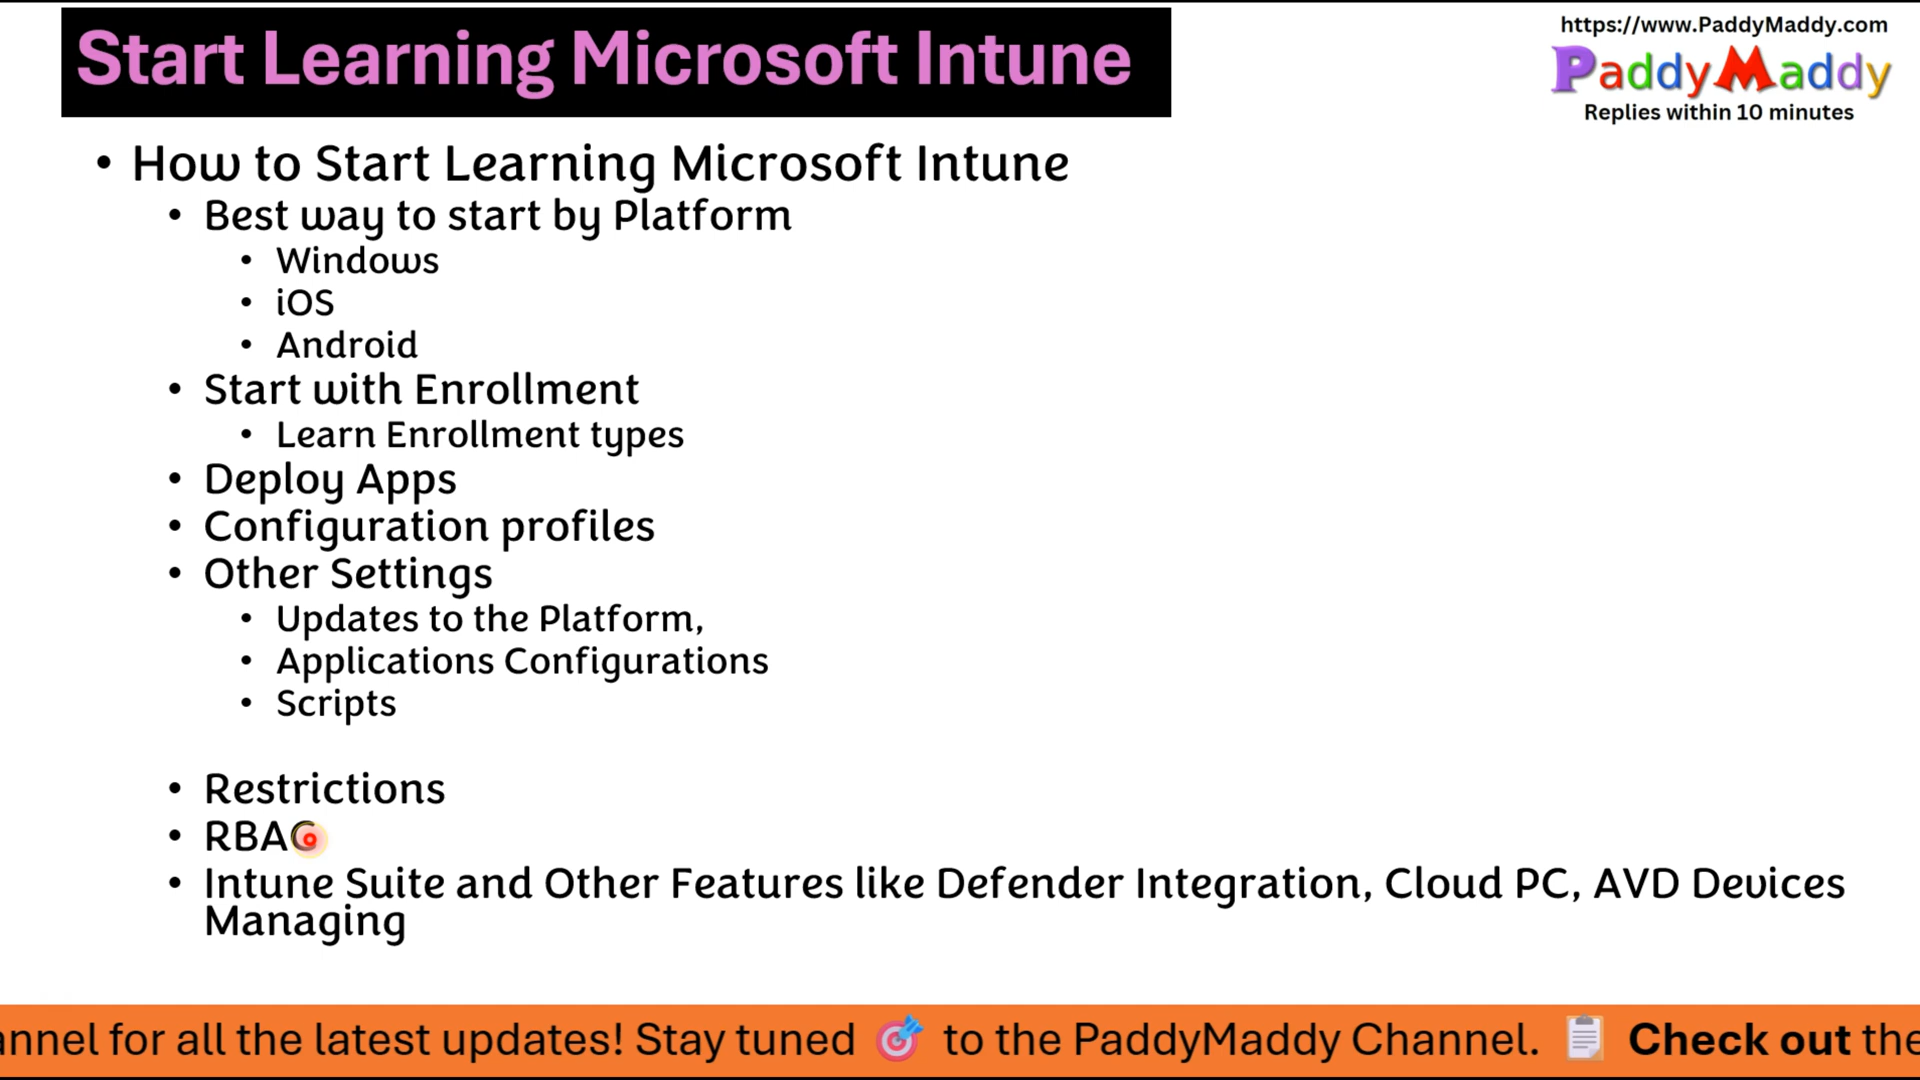 Start Learning Microsoft Intune
https://www.PaddyMaddy.com
PaddyMaddy
Replies within 10 minutes
• How to Start Learning Microsoft Intune
• Best way to start by Platform
• Windows
• iOS
• Android
• Start with Enrollment
• Learn Enrollment types
• Deploy Apps
• Configuration profiles
• Other Settings
• Updates to the Platform,
• Applications Configurations
• Scripts
• Restrictions
• RBAC
• Intune Suite and Other Features like Defender Integration, Cloud PC, AVD Devices
Managing
annel for all the latest updates! Stay tuned 🎯 to the PaddyMaddy Channel. 📋 Check out the